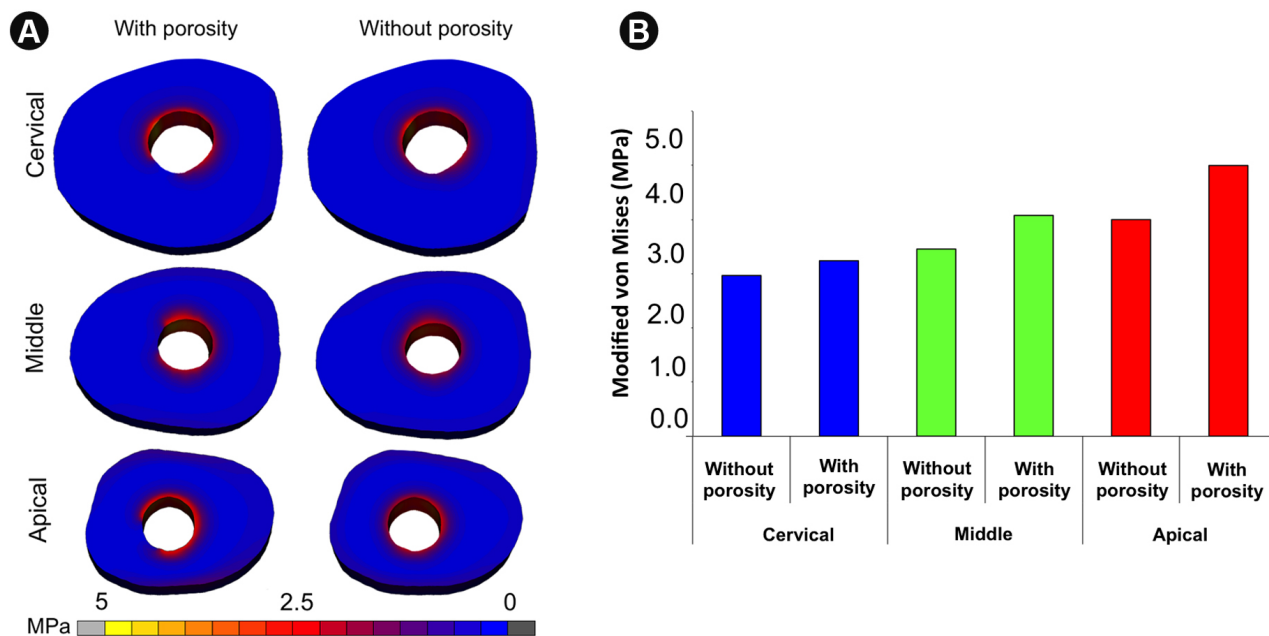 A
With porosity
Without porosity
Cervical
Middle
Apical
5
2.5
0
MPa
B
Modified von Mises (MPa)
5.0
4.0
3.0
2.0
1.0
0.0
Without porosity
With porosity
Without porosity
With porosity
Without porosity
With porosity
Cervical
Middle
Apical